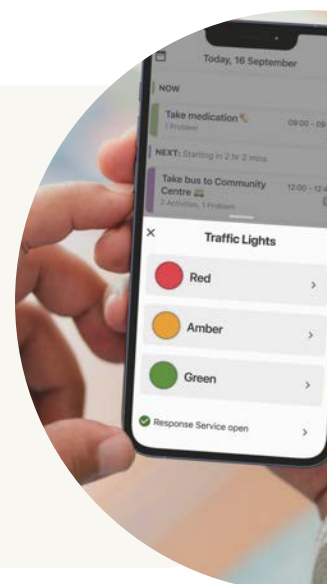 Today, 16 September
NOW
Take medication 💊
09:00 - 09:
1 Problem
NEXT: Starting in 2 hr 2 mins
Take bus to Community
Centre 🚌
12:00 - 12:4
2 Activities, 1 Problem
Traffic Lights
Red
Amber
Green
Response Service open